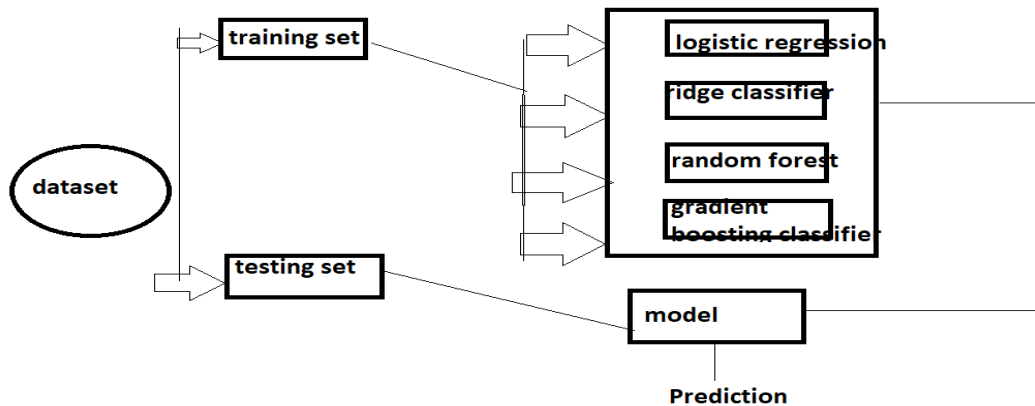 training set
logistic regression
ridge classifier
random forest
dataset
gradient
boosting classifier
testing set
model
Prediction